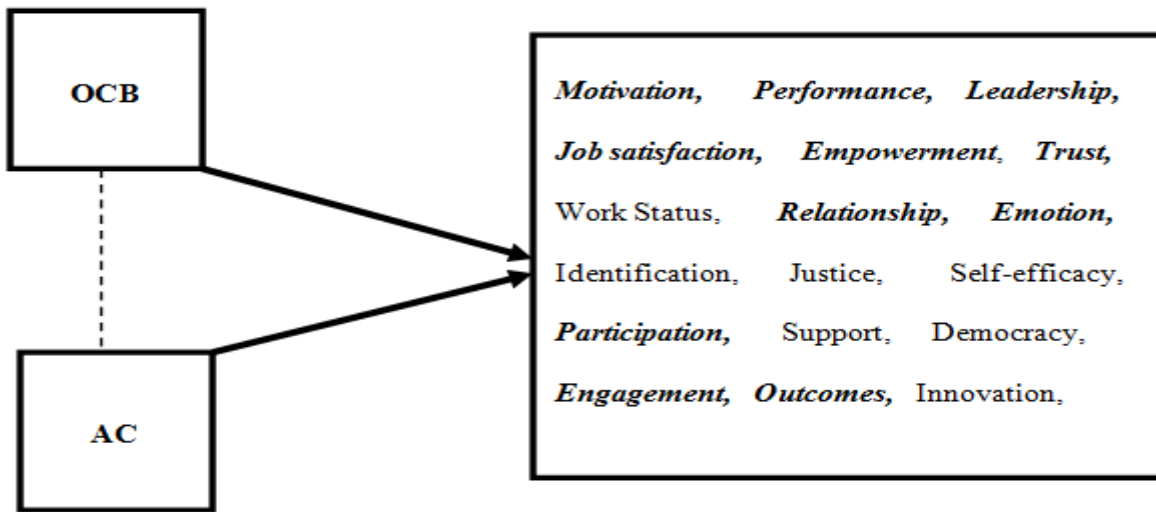 OCB
Motivation, Performance, Leadership,
Job satisfaction, Empowerment, Trust,
Work Status, Relationship, Emotion,
Identification, Justice, Self-efficacy,
Participation, Support, Democracy,
Engagement, Outcomes, Innovation,
AC